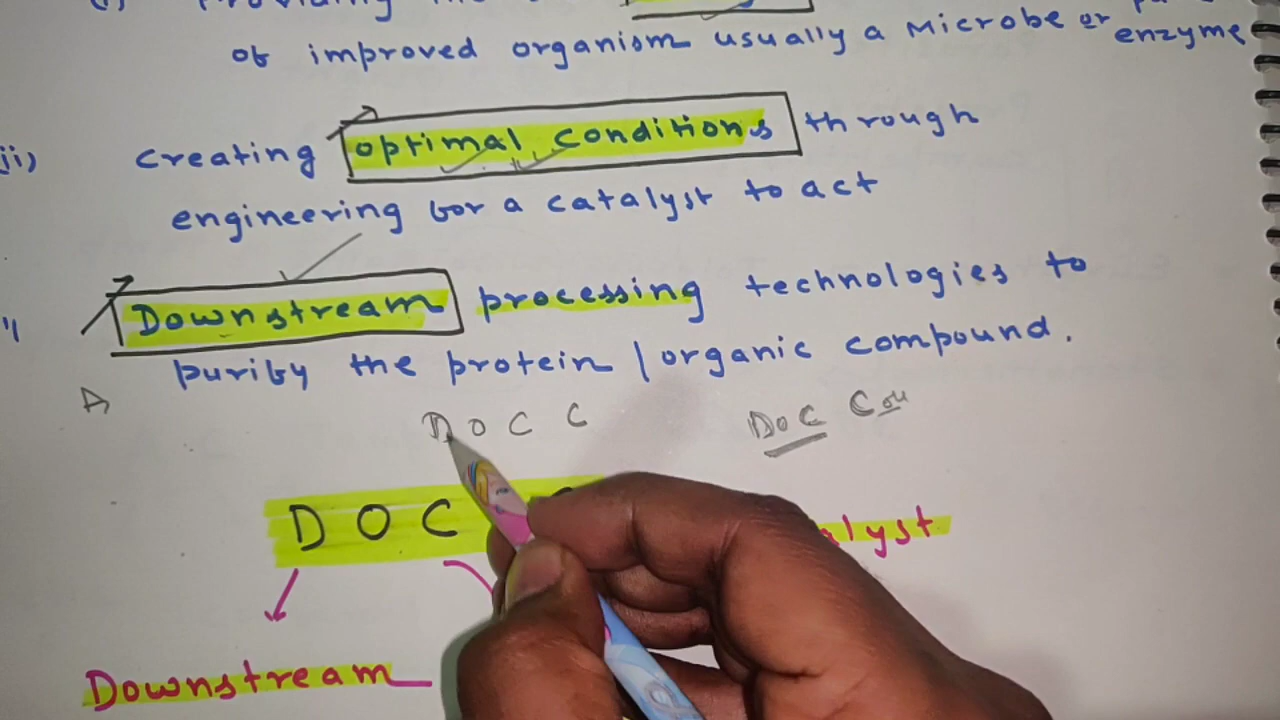 of improved organism usually a Microbe or enzyme
ii) Creating optimal conditions through
engineering for a catalyst to act
Downstream processing technologies to
purify the protein / organic compound.
A
D O C C
DOC Cou
D O C
Downstream